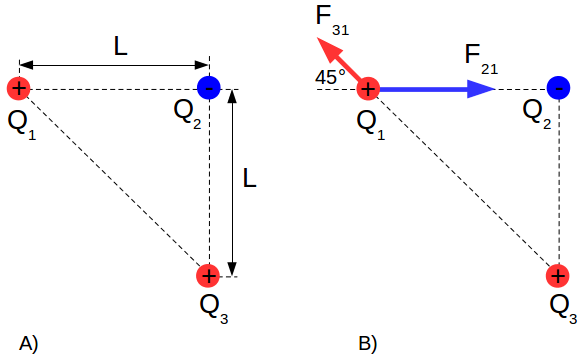 L
+
-
Q1
Q2
L
+
Q3
A)
F31
45°
F21
+
-
Q1
Q2
+
Q3
B)